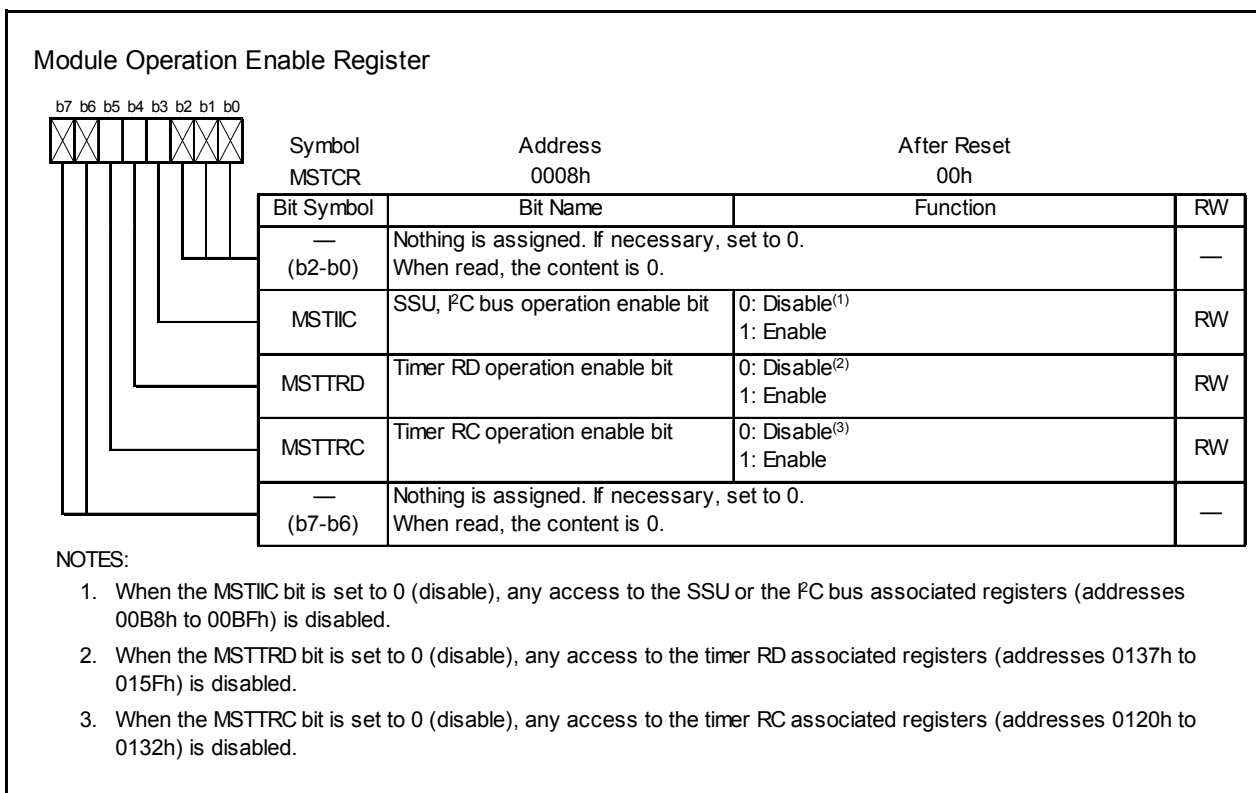 Module Operation Enable Register
b7 b6 b5 b4 b3 b2 b1 b0
Symbol Address After Reset
MSTCR 0008h 00h
Bit Symbol Bit Name Function RW
— Nothing is assigned. If necessary, set to 0. —
(b2-b0) When read, the content is 0.
MSTIIC SSU, I²C bus operation enable bit 0: Disable(1) RW
1: Enable
MSTTRD Timer RD operation enable bit 0: Disable(2) RW
1: Enable
MSTTRC Timer RC operation enable bit 0: Disable(3) RW
1: Enable
— Nothing is assigned. If necessary, set to 0. —
(b7-b6) When read, the content is 0.
NOTES:
1. When the MSTIIC bit is set to 0 (disable), any access to the SSU or the I²C bus associated registers (addresses
00B8h to 00BFh) is disabled.
2. When the MSTTRD bit is set to 0 (disable), any access to the timer RD associated registers (addresses 0137h to
015Fh) is disabled.
3. When the MSTTRC bit is set to 0 (disable), any access to the timer RC associated registers (addresses 0120h to
0132h) is disabled.